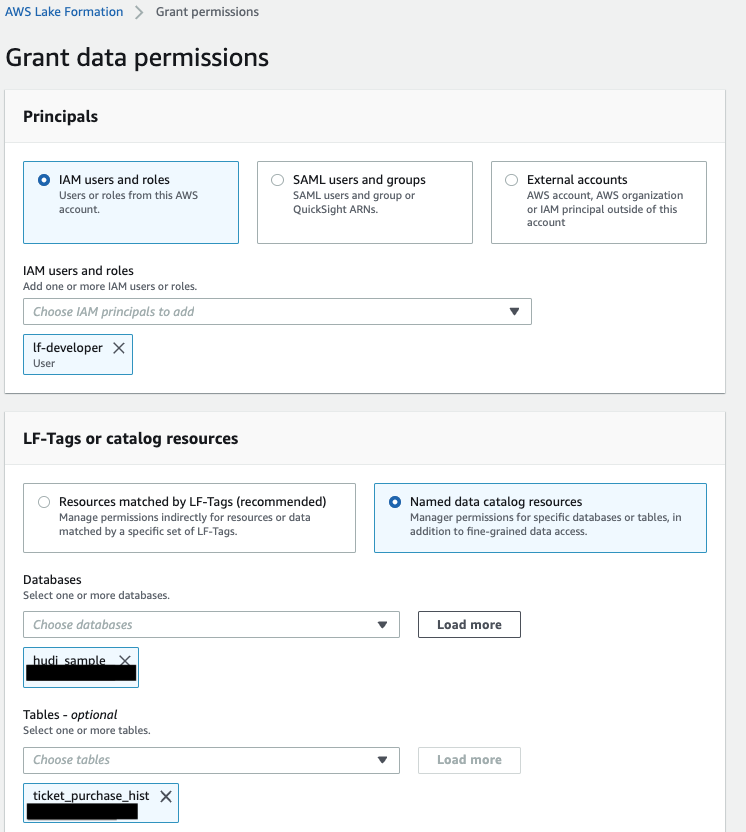 AWS Lake Formation > Grant permissions
Grant data permissions
Principals
IAM users and roles
Users or roles from this AWS
account.
SAML users and groups
SAML users and group or
QuickSight ARNs.
External accounts
AWS account, AWS organization
or IAM principal outside of this
account
IAM users and roles
Add one or more IAM users or roles.
Choose IAM principals to add
lf-developer
User
LF-Tags or catalog resources
Resources matched by LF-Tags (recommended)
Manage permissions indirectly for resources or data
matched by a specific set of LF-Tags.
Named data catalog resources
Manager permissions for specific databases or tables, in
addition to fine-grained data access.
Databases
Select one or more databases.
Choose databases
Load more
hudi_sample
Tables - optional
Select one or more tables.
Choose tables
Load more
ticket_purchase_hist